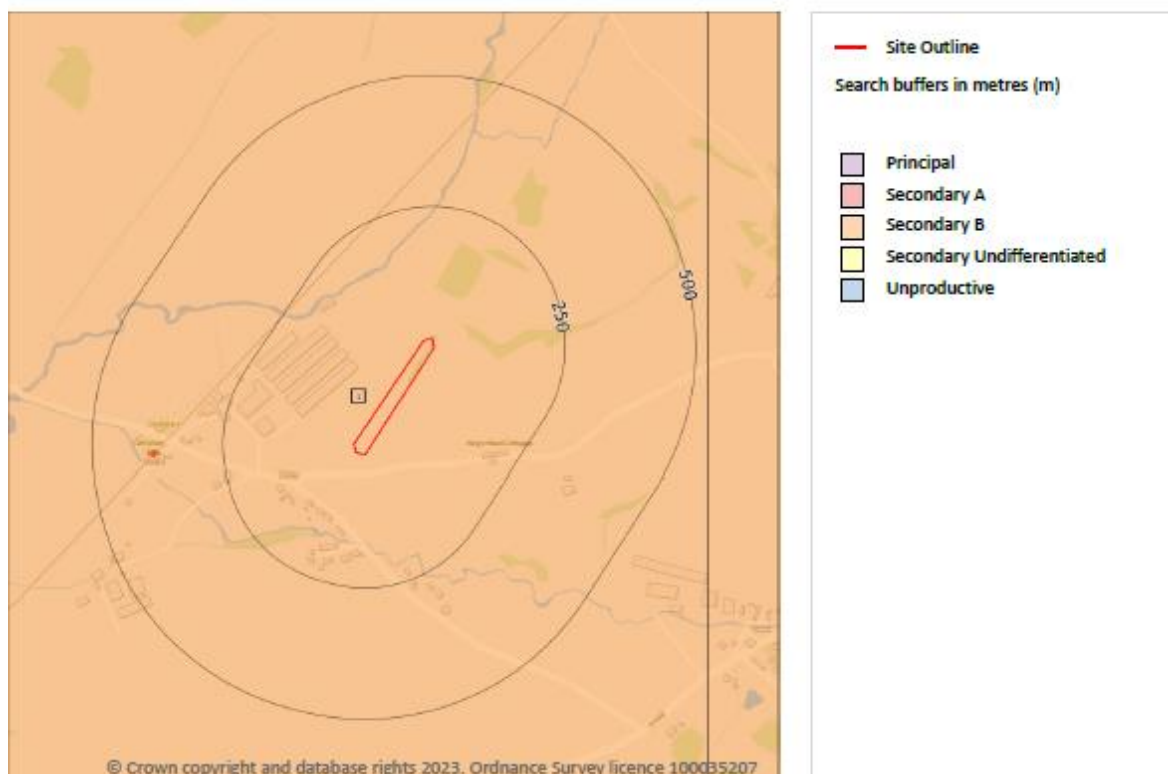 Site Outline
Search buffers in metres (m)
Principal
Secondary A
Secondary B
Secondary Undifferentiated
Unproductive
500
250
1
© Crown copyright and database rights 2023. Ordnance Survey licence 100035207